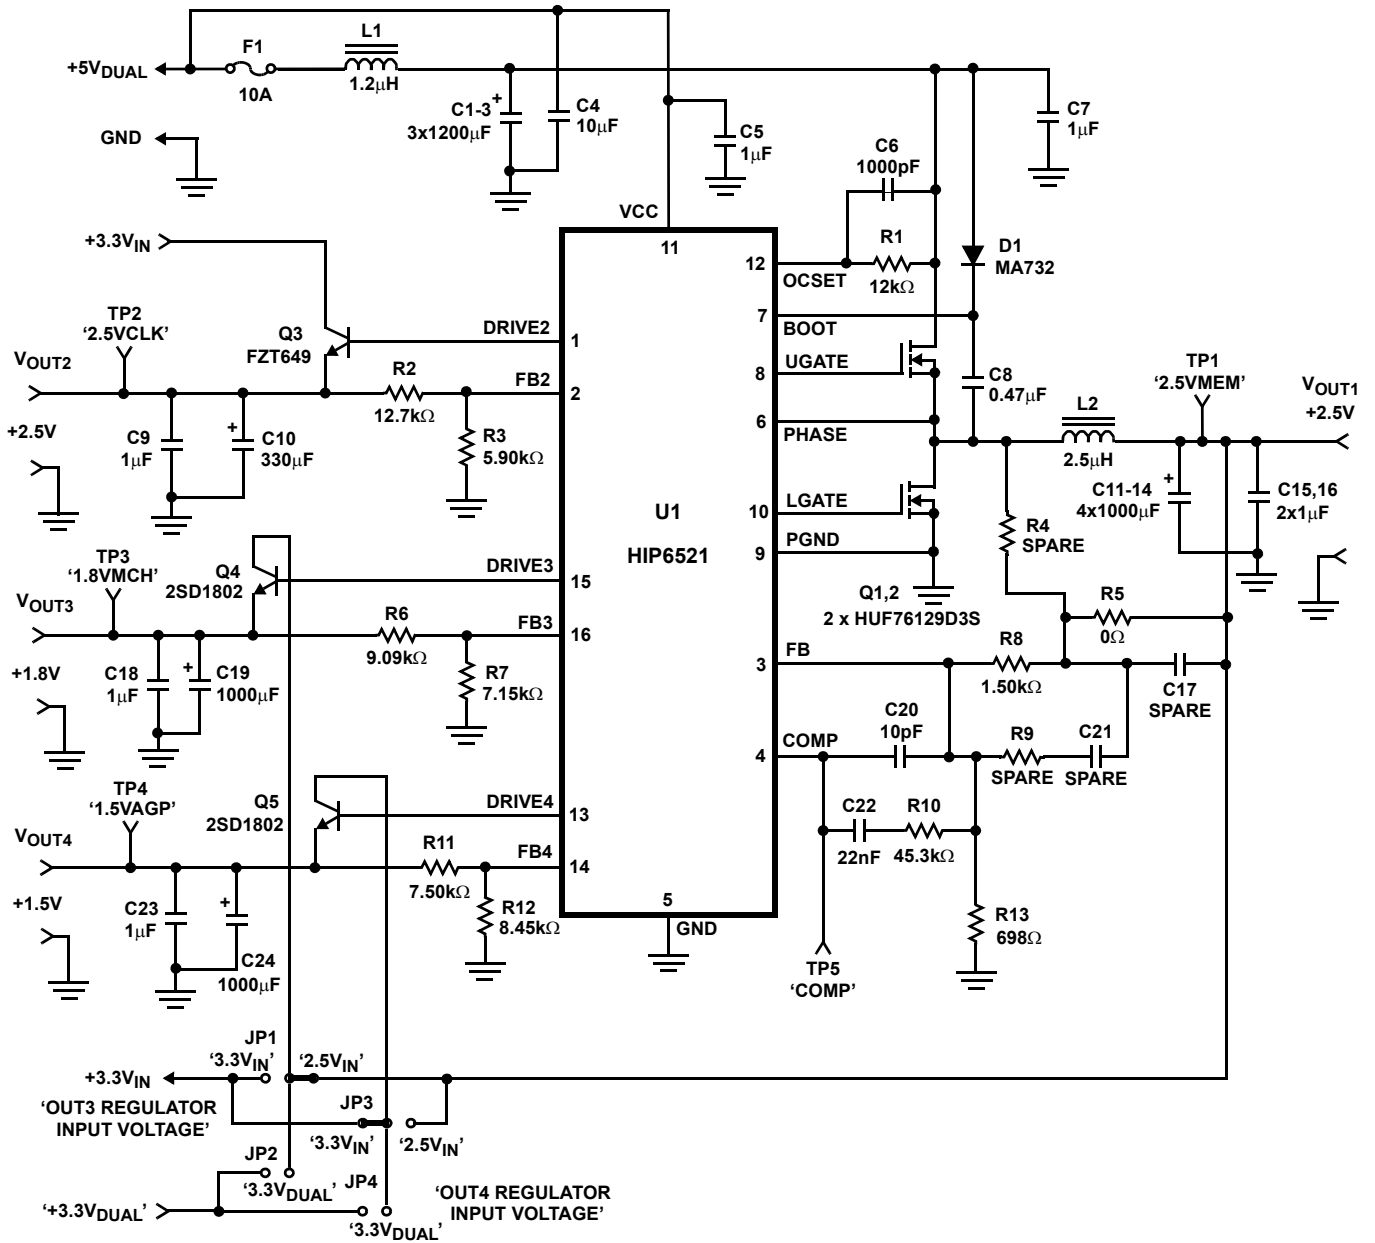 L1
F1
+5VDUAL
10A
1.2µH
C1-3
3x1200µF
+
C4
10µF
C5
1µF
C7
1µF
GND
C6
1000pF
VCC
11
+3.3VIN
R1
12kΩ
D1
MA732
12
OCSET
7
BOOT
TP2
‘2.5VCLK’
Q3
FZT649
DRIVE2
1
8
UGATE
VOUT2
R2
12.7kΩ
FB2
2
C8
0.47µF
TP1
‘2.5VMEM’
VOUT1
+2.5V
L2
2.5µH
6
PHASE
+2.5V
C9
1µF
+
C10
330µF
R3
5.90kΩ
+
C11-14
4x1000µF
C15,16
2x1µF
10
LGATE
U1
HIP6521
R4
SPARE
9
PGND
TP3
‘1.8VMCH’
Q4
2SD1802
DRIVE3
15
Q1,2
2 x HUF76129D3S
R5
0Ω
VOUT3
R6
9.09kΩ
FB3
16
3
FB
R8
1.50kΩ
+1.8V
C18
1µF
+
C19
1000µF
R7
7.15kΩ
C17
SPARE
C20
10pF
4
COMP
R9
SPARE
C21
SPARE
TP4
‘1.5VAGP’
Q5
2SD1802
DRIVE4
13
C22
22nF
R10
45.3kΩ
VOUT4
R11
7.50kΩ
FB4
14
+1.5V
C23
1µF
+
C24
1000µF
R12
8.45kΩ
5
GND
R13
698Ω
TP5
‘COMP’
JP1
‘3.3VIN’
‘2.5VIN’
+3.3VIN
‘OUT3 REGULATOR
INPUT VOLTAGE’
JP3
‘3.3VIN’
‘2.5VIN’
JP2
‘3.3VDUAL’
JP4
‘+3.3VDUAL’
‘3.3VDUAL’
‘OUT4 REGULATOR
INPUT VOLTAGE’